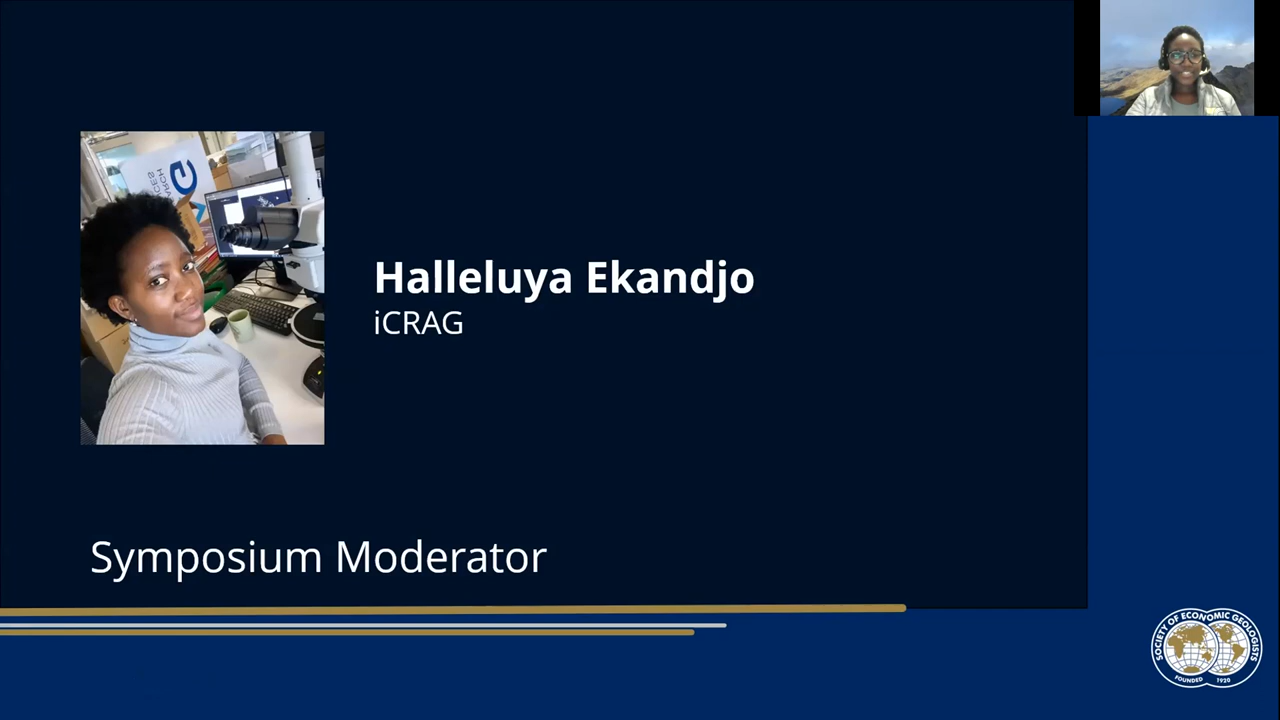 Halleluya Ekandjo
iCRAG
Symposium Moderator
SOCIETY OF ECONOMIC GEOLOGISTS
FOUNDED 1920